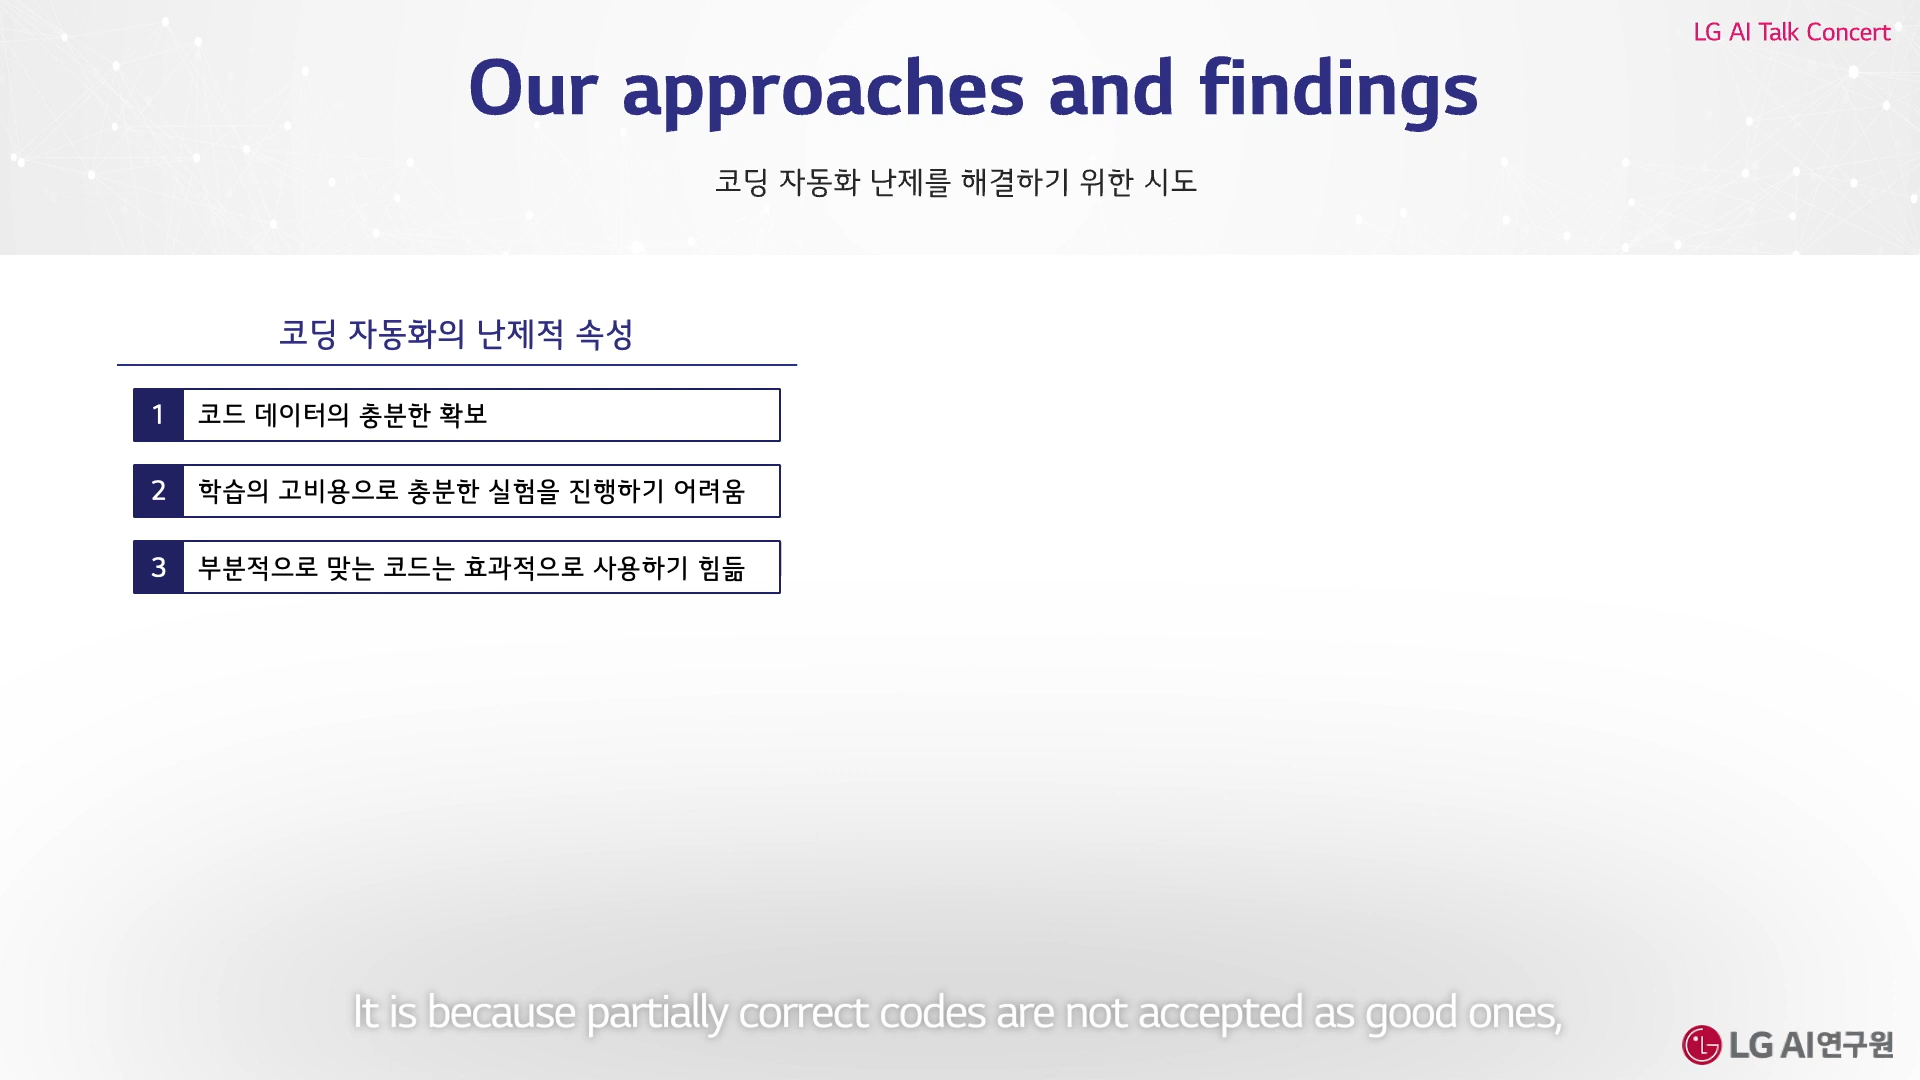 LG AI Talk Concert
Our approaches and findings
코딩 자동화 난제를 해결하기 위한 시도
코딩 자동화의 난제적 속성
1 코드 데이터의 충분한 확보
2 학습의 고비용으로 충분한 실험을 진행하기 어려움
3 부분적으로 맞는 코드는 효과적으로 사용하기 힘듦
It is because partially correct codes are not accepted as good ones,
LG AI연구원